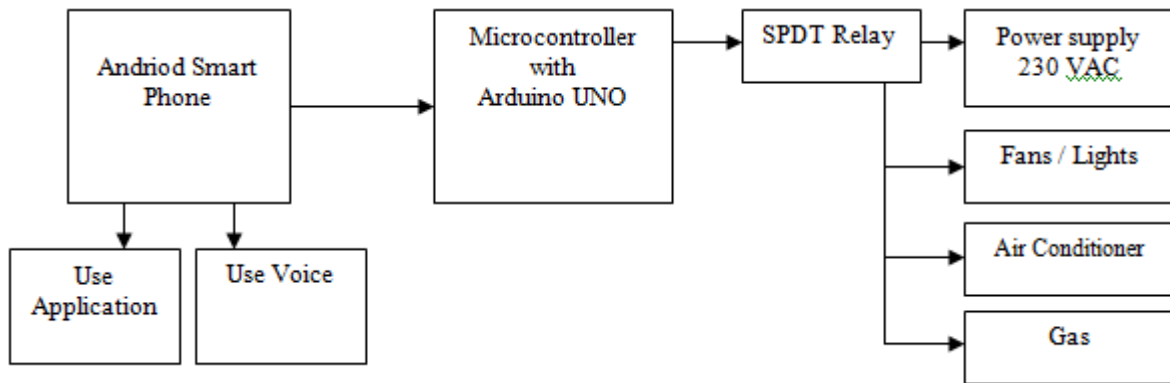 Andriod Smart
Phone
Microcontroller
with
Arduino UNO
SPDT Relay
Power supply
230 VAC
Fans / Lights
Air Conditioner
Gas
Use
Application
Use Voice